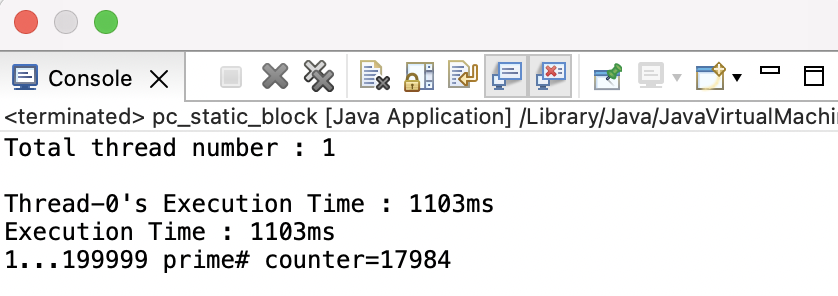 Console
<terminated> pc_static_block [Java Application] /Library/Java/JavaVirtualMachi
Total thread number : 1
Thread-0's Execution Time : 1103ms
Execution Time : 1103ms
1...199999 prime# counter=17984